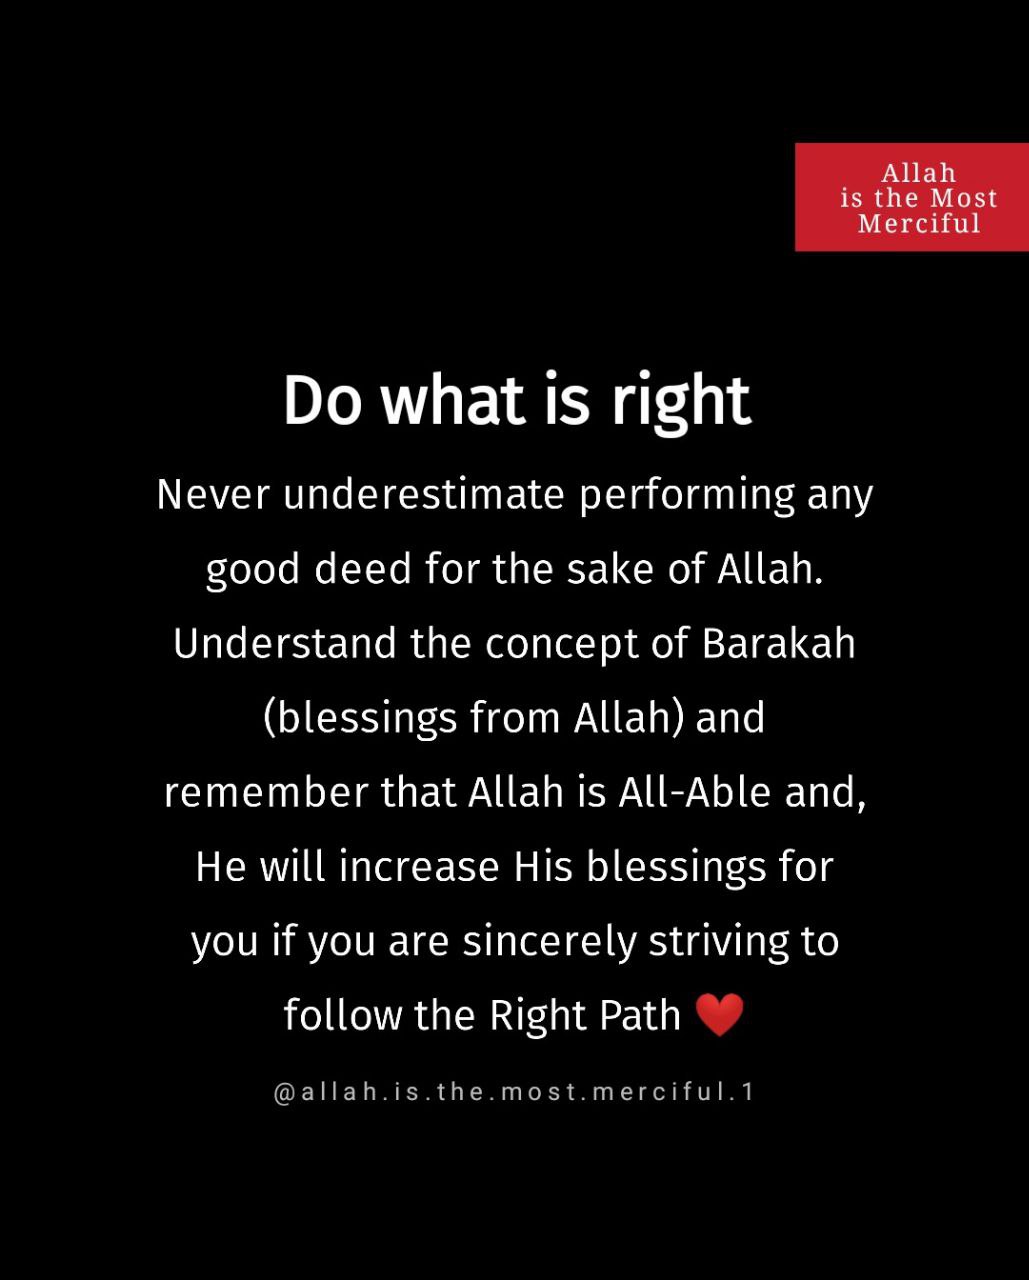 Allah
is the Most
Merciful
Do what is right
Never underestimate performing any
good deed for the sake of Allah.
Understand the concept of Barakah
(blessings from Allah) and
remember that Allah is All-Able and,
He will increase His blessings for
you if you are sincerely striving to
follow the Right Path ❤️
@allah.is.the.most.merciful.1